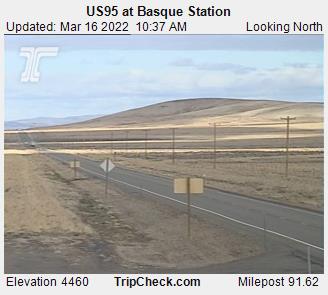 US95 at Basque Station
Updated: Mar 16 2022 10:37 AM Looking North
Elevation 4460 TripCheck.com Milepost 91.62